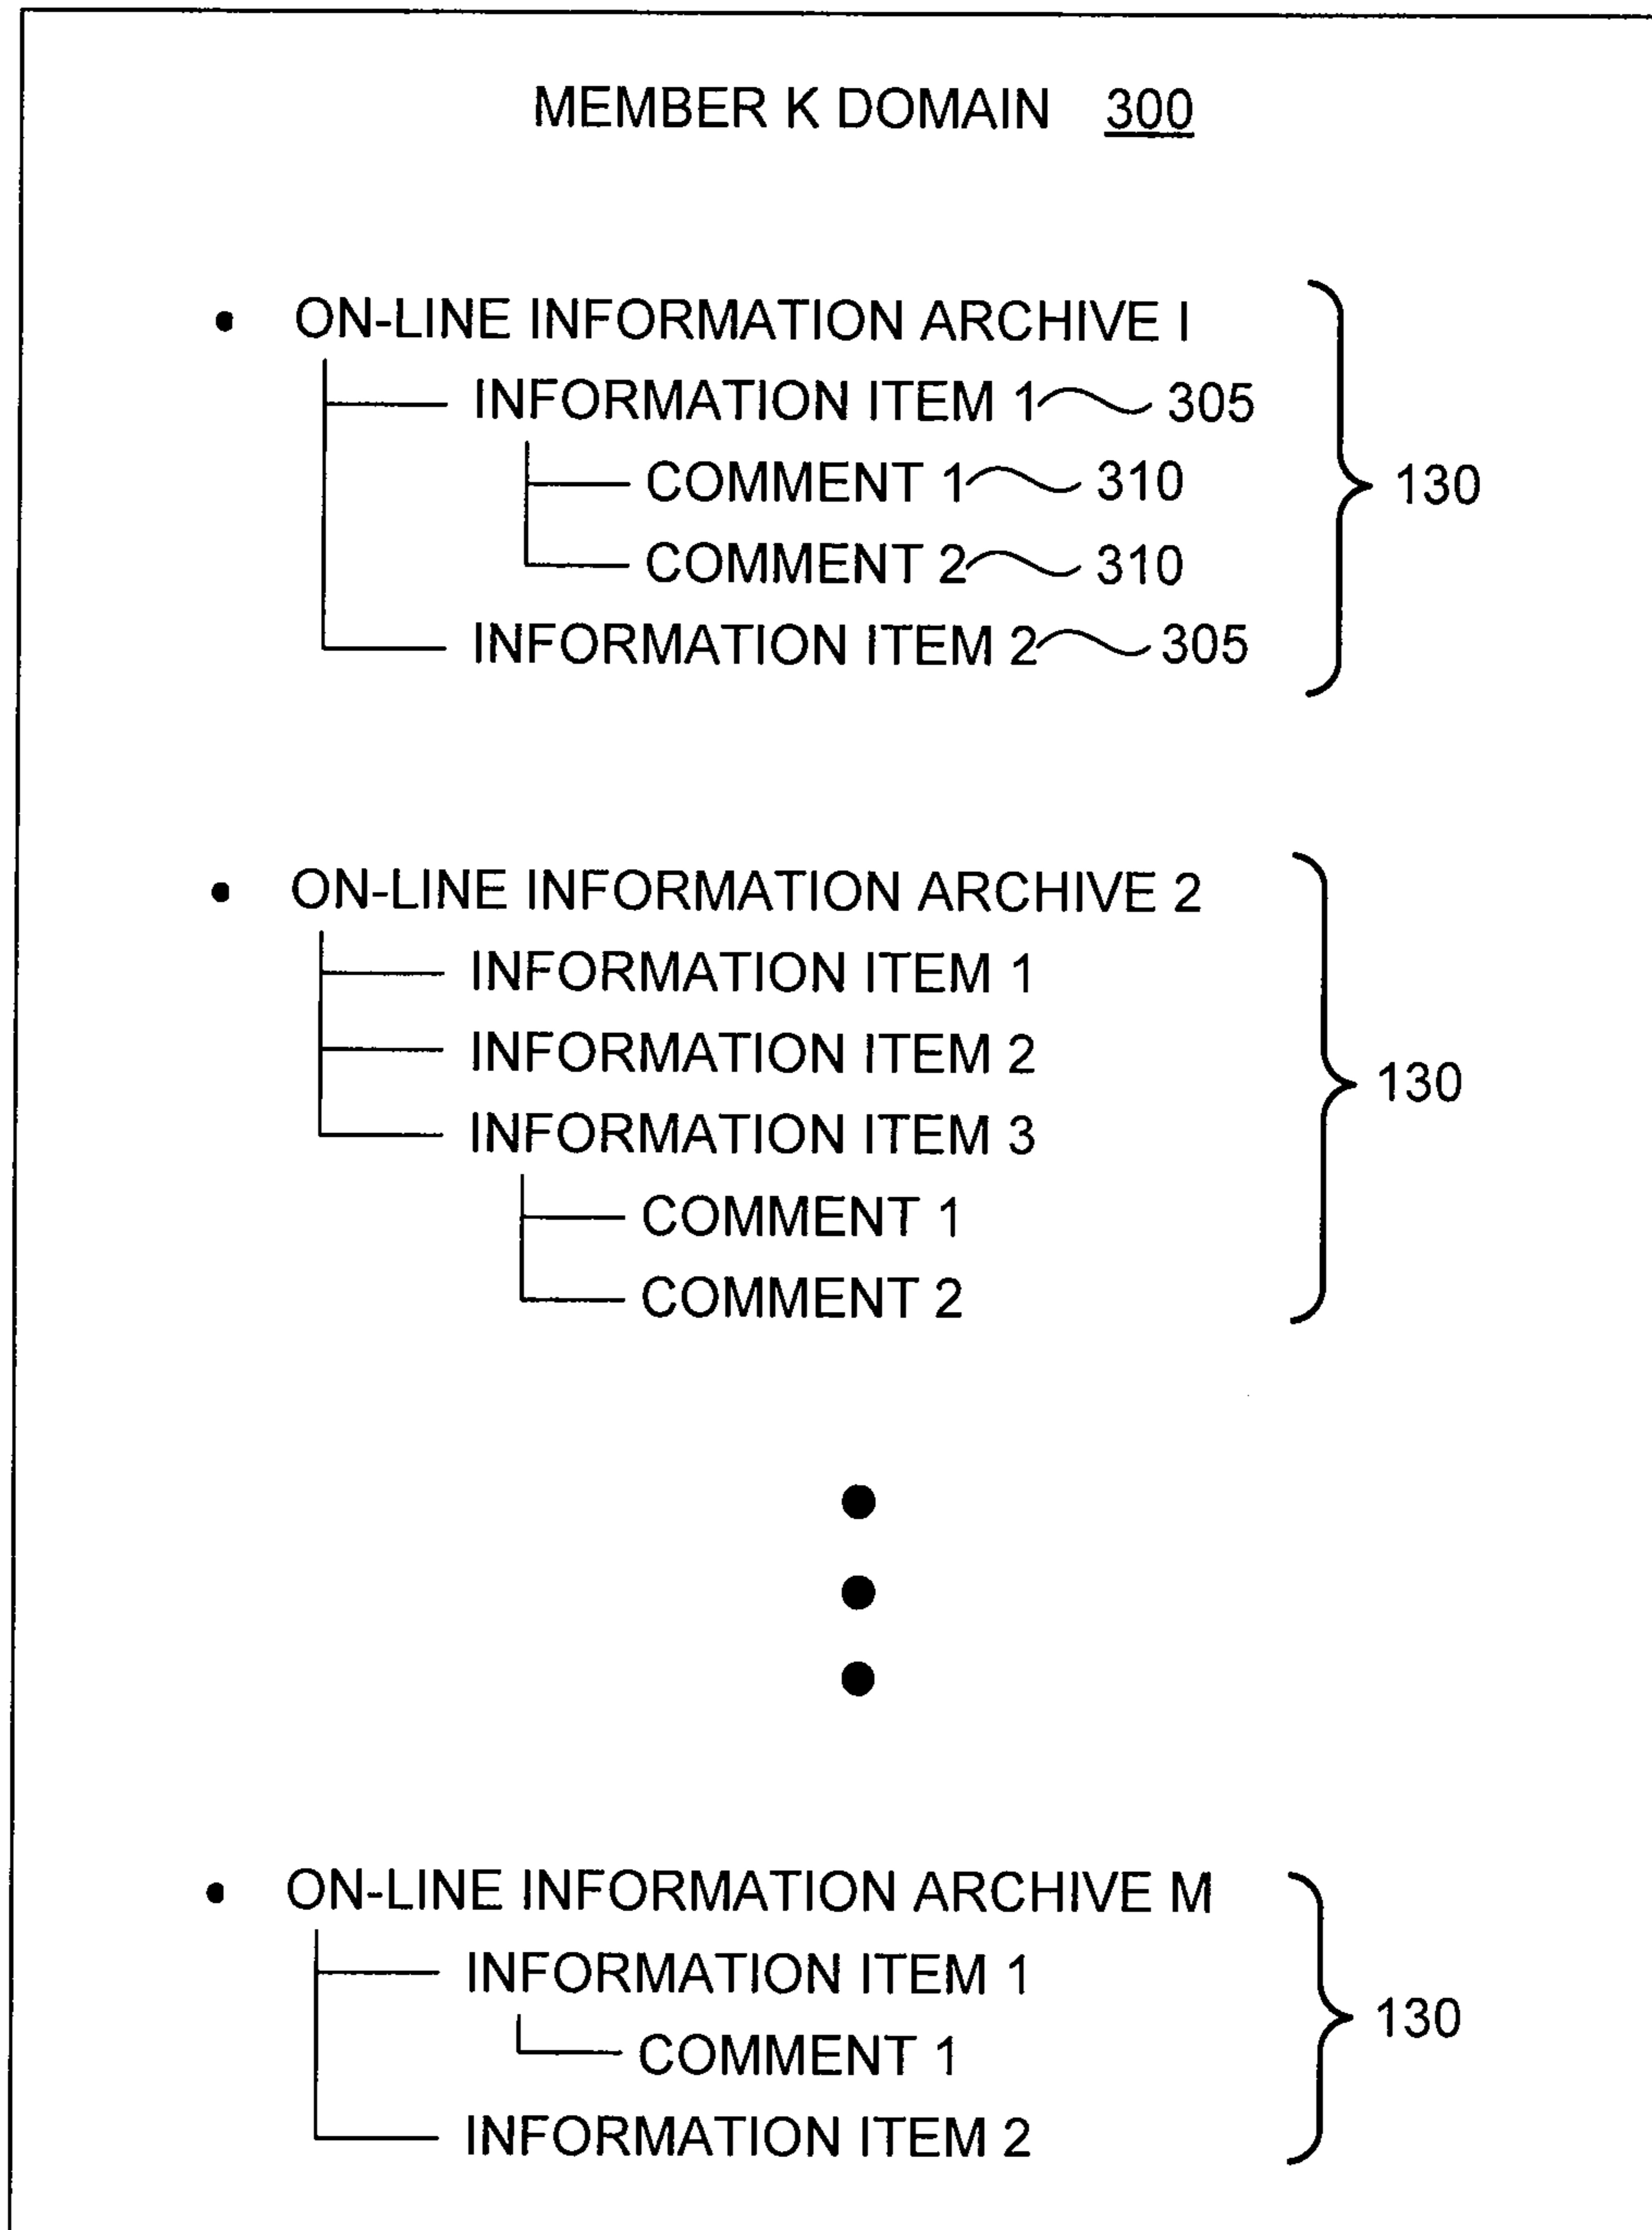 MEMBER K DOMAIN 300
• ON-LINE INFORMATION ARCHIVE I
INFORMATION ITEM 1 305
COMMENT 1 310
130
COMMENT 2 310
INFORMATION ITEM 2 305
• ON-LINE INFORMATION ARCHIVE 2
INFORMATION ITEM 1
INFORMATION ITEM 2
130
INFORMATION ITEM 3
COMMENT 1
COMMENT 2
• ON-LINE INFORMATION ARCHIVE M
INFORMATION ITEM 1
130
COMMENT 1
INFORMATION ITEM 2